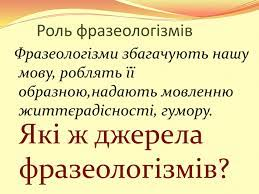 Роль фразеологізмів
Фразеологізми збагачують нашу
мову, роблять її
образною,надають мовленню
життєрадісності, гумору.
Які ж джерела
фразеологізмів?